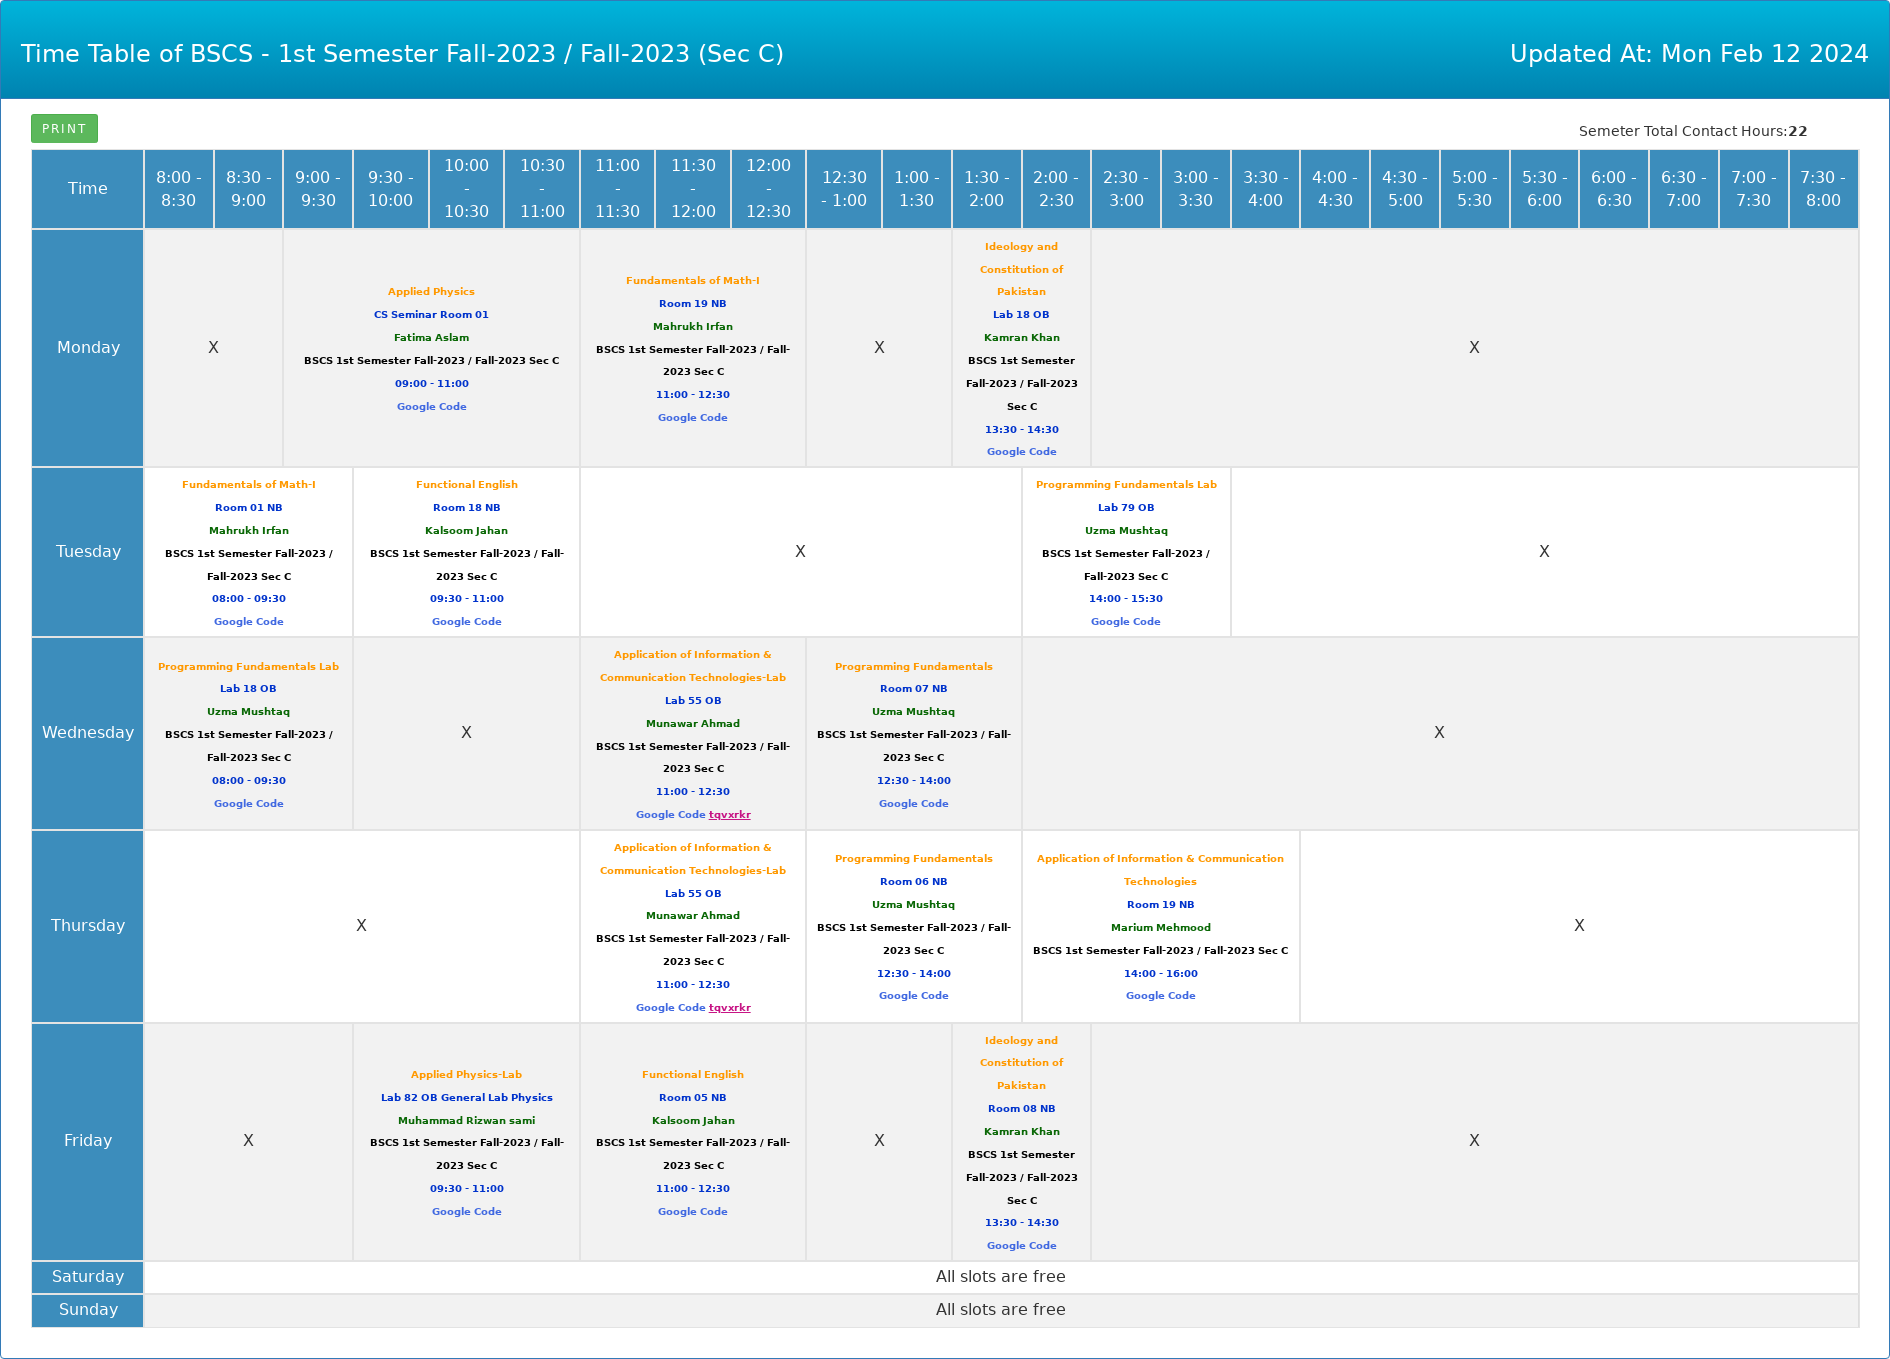 Time Table of BSCS - 1st Semester Fall-2023 / Fall-2023 (Sec C)
Updated At: Mon Feb 12 2024
PRINT
Semeter Total Contact Hours:22
Time
8:00 -
8:30
8:30 -
9:00
9:00 -
9:30
9:30 -
10:00
10:00
-
10:30
10:30
-
11:00
11:00
-
11:30
11:30
-
12:00
12:00
-
12:30
12:30
- 1:00
1:00 -
1:30
1:30 -
2:00
2:00 -
2:30
2:30 -
3:00
3:00 -
3:30
3:30 -
4:00
4:00 -
4:30
4:30 -
5:00
5:00 -
5:30
5:30 -
6:00
6:00 -
6:30
6:30 -
7:00
7:00 -
7:30
7:30 -
8:00
Monday
X
Applied Physics
CS Seminar Room 01
Fatima Aslam
BSCS 1st Semester Fall-2023 / Fall-2023 Sec C
09:00 - 11:00
Google Code
Fundamentals of Math-I
Room 19 NB
Mahrukh Irfan
BSCS 1st Semester Fall-2023 / Fall-
2023 Sec C
11:00 - 12:30
Google Code
X
Ideology and
Constitution of
Pakistan
Lab 18 OB
Kamran Khan
BSCS 1st Semester
Fall-2023 / Fall-2023
Sec C
13:30 - 14:30
Google Code
X
Tuesday
Fundamentals of Math-I
Room 01 NB
Mahrukh Irfan
BSCS 1st Semester Fall-2023 /
Fall-2023 Sec C
08:00 - 09:30
Google Code
Functional English
Room 18 NB
Kalsoom Jahan
BSCS 1st Semester Fall-2023 / Fall-
2023 Sec C
09:30 - 11:00
Google Code
X
Programming Fundamentals Lab
Lab 79 OB
Uzma Mushtaq
BSCS 1st Semester Fall-2023 /
Fall-2023 Sec C
14:00 - 15:30
Google Code
X
Wednesday
Programming Fundamentals Lab
Lab 18 OB
Uzma Mushtaq
BSCS 1st Semester Fall-2023 /
Fall-2023 Sec C
08:00 - 09:30
Google Code
X
Application of Information &
Communication Technologies-Lab
Lab 55 OB
Munawar Ahmad
BSCS 1st Semester Fall-2023 / Fall-
2023 Sec C
11:00 - 12:30
Google Code tqvxrkr
Programming Fundamentals
Room 07 NB
Uzma Mushtaq
BSCS 1st Semester Fall-2023 / Fall-
2023 Sec C
12:30 - 14:00
Google Code
X
Thursday
X
Application of Information &
Communication Technologies-Lab
Lab 55 OB
Munawar Ahmad
BSCS 1st Semester Fall-2023 / Fall-
2023 Sec C
11:00 - 12:30
Google Code tqvxrkr
Programming Fundamentals
Room 06 NB
Uzma Mushtaq
BSCS 1st Semester Fall-2023 / Fall-
2023 Sec C
12:30 - 14:00
Google Code
Application of Information & Communication
Technologies
Room 19 NB
Marium Mehmood
BSCS 1st Semester Fall-2023 / Fall-2023 Sec C
14:00 - 16:00
Google Code
X
Friday
X
Applied Physics-Lab
Lab 82 OB General Lab Physics
Muhammad Rizwan sami
BSCS 1st Semester Fall-2023 / Fall-
2023 Sec C
09:30 - 11:00
Google Code
Functional English
Room 05 NB
Kalsoom Jahan
BSCS 1st Semester Fall-2023 / Fall-
2023 Sec C
11:00 - 12:30
Google Code
X
Ideology and
Constitution of
Pakistan
Room 08 NB
Kamran Khan
BSCS 1st Semester
Fall-2023 / Fall-2023
Sec C
13:30 - 14:30
Google Code
X
Saturday
All slots are free
Sunday
All slots are free